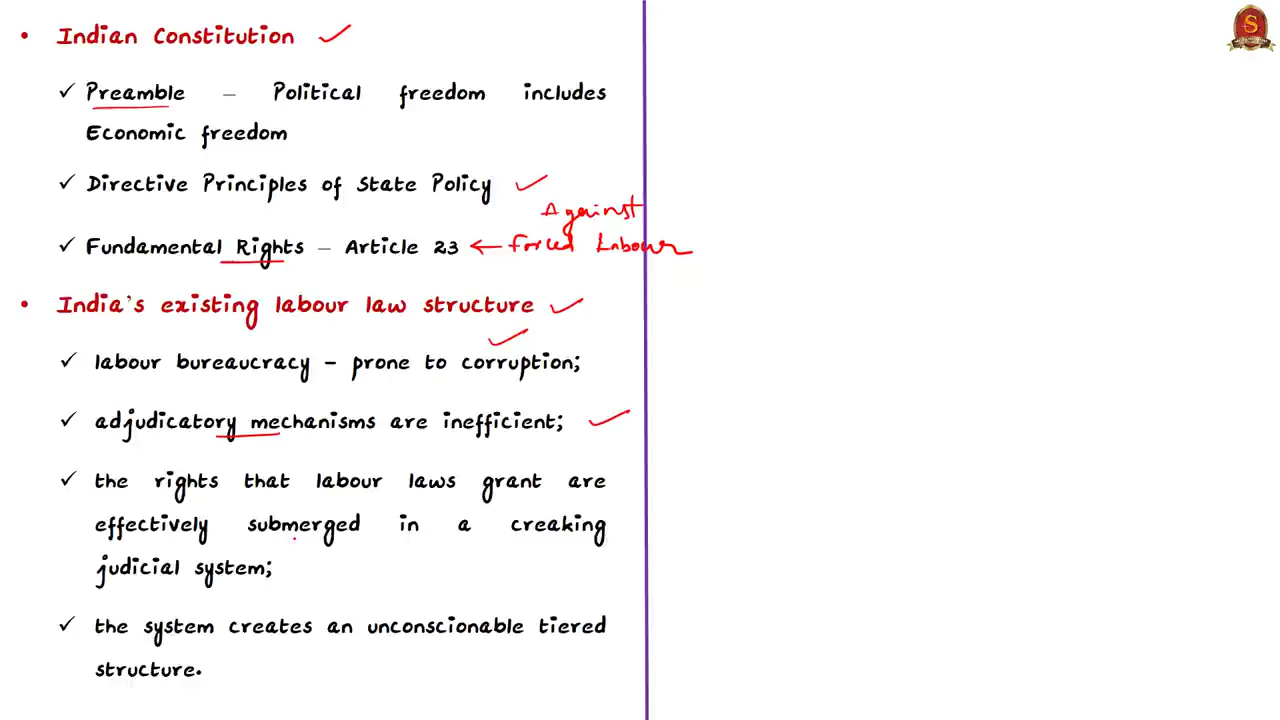 • Indian Constitution ✓
✓ Preamble – Political freedom includes
Economic freedom
✓ Directive Principles of State Policy ✓
Against
✓ Fundamental Rights – Article 23 ← Forced Labour
• India's existing labour law structure ✓
✓ labour bureaucracy – prone to corruption;
✓ adjudicatory mechanisms are inefficient; ✓
✓ the rights that labour laws grant are
effectively submerged in a creaking
judicial system;
✓ the system creates an unconscionable tiered
structure.
S